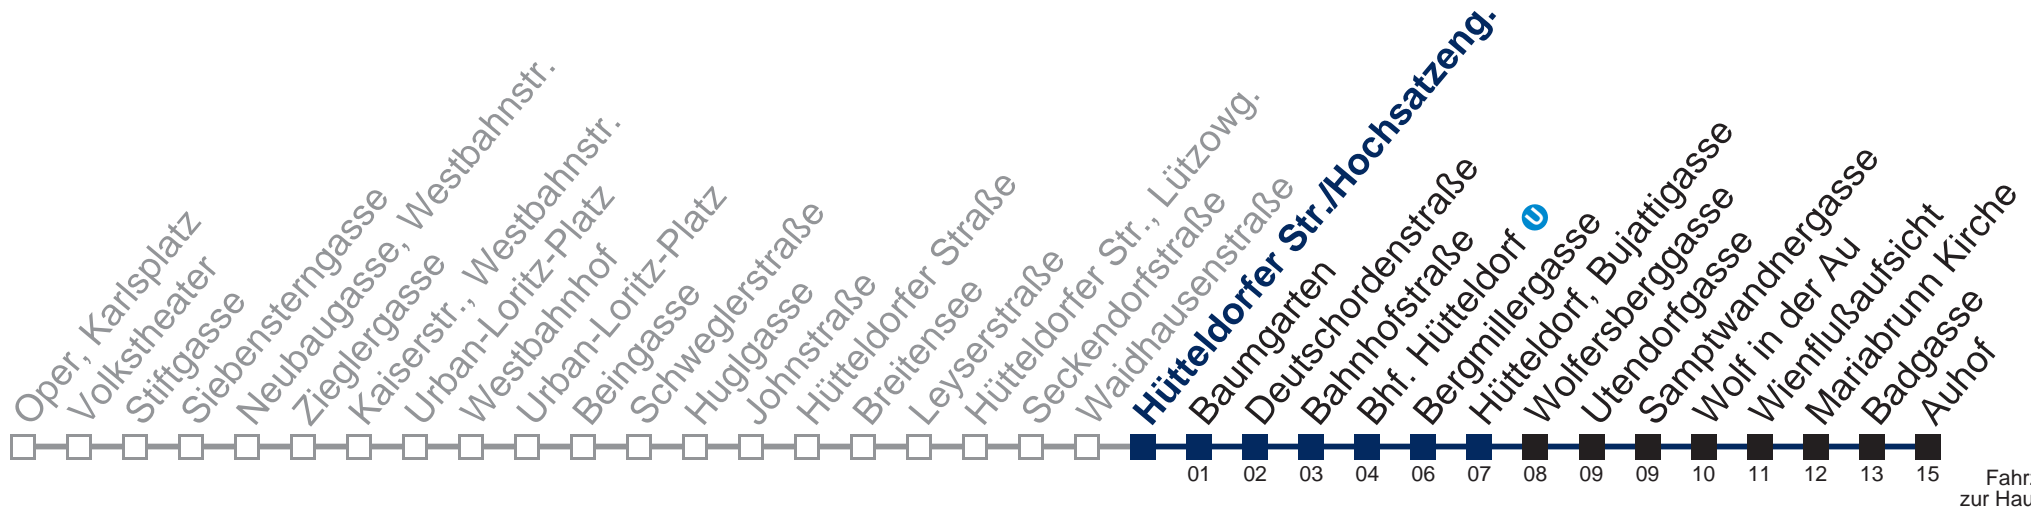 Oper, Karlsplatz
Volkstheater
Stiftgasse
Siebensterngasse
Neubaugasse, Westbahnstr.
Zieglergasse
Kaiserstr., Westbahnstr.
Urban-Loritz-Platz
Westbahnhof
Urban-Loritz-Platz
Beingasse
Schweglerstraße
Huglgasse
Johnstraße
Hütteldorfer Straße
Breitensee
Leyserstraße
Hütteldorfer Str., Lützowg.
Seckendorfstraße
Waidhausenstraße
Hütteldorfer Str./Hochsatzeng.
Baumgarten
Deutschordenstraße
Bahnhofstraße
Bhf. Hütteldorf U
Bergmillergasse
Hütteldorf, Bujattigasse
Wolfersberggasse
Utendorfgasse
Samptwandnergasse
Wolf in der Au
Wienflußaufsicht
Mariabrunn Kirche
Badgasse
Auhof
01 02 03 04 06 07 08 09 09 10 11 12 13 15
Fahr
zur Hau